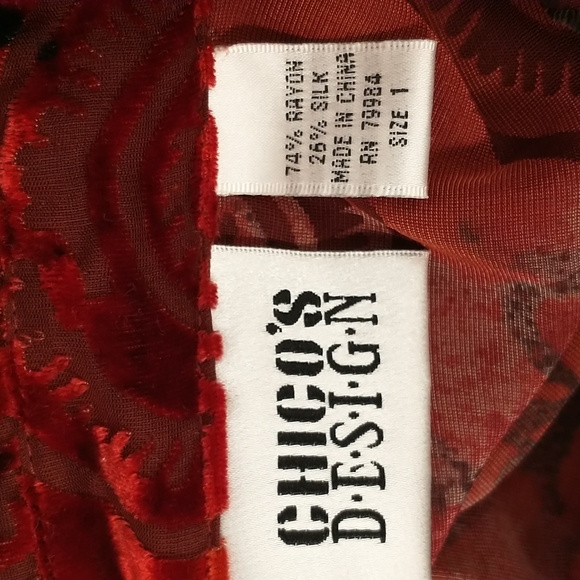 74% RAYON
26% SILK
MADE IN CHINA
RN 79984
SIZE 1
CHICO'S
D·E·S·I·G·N